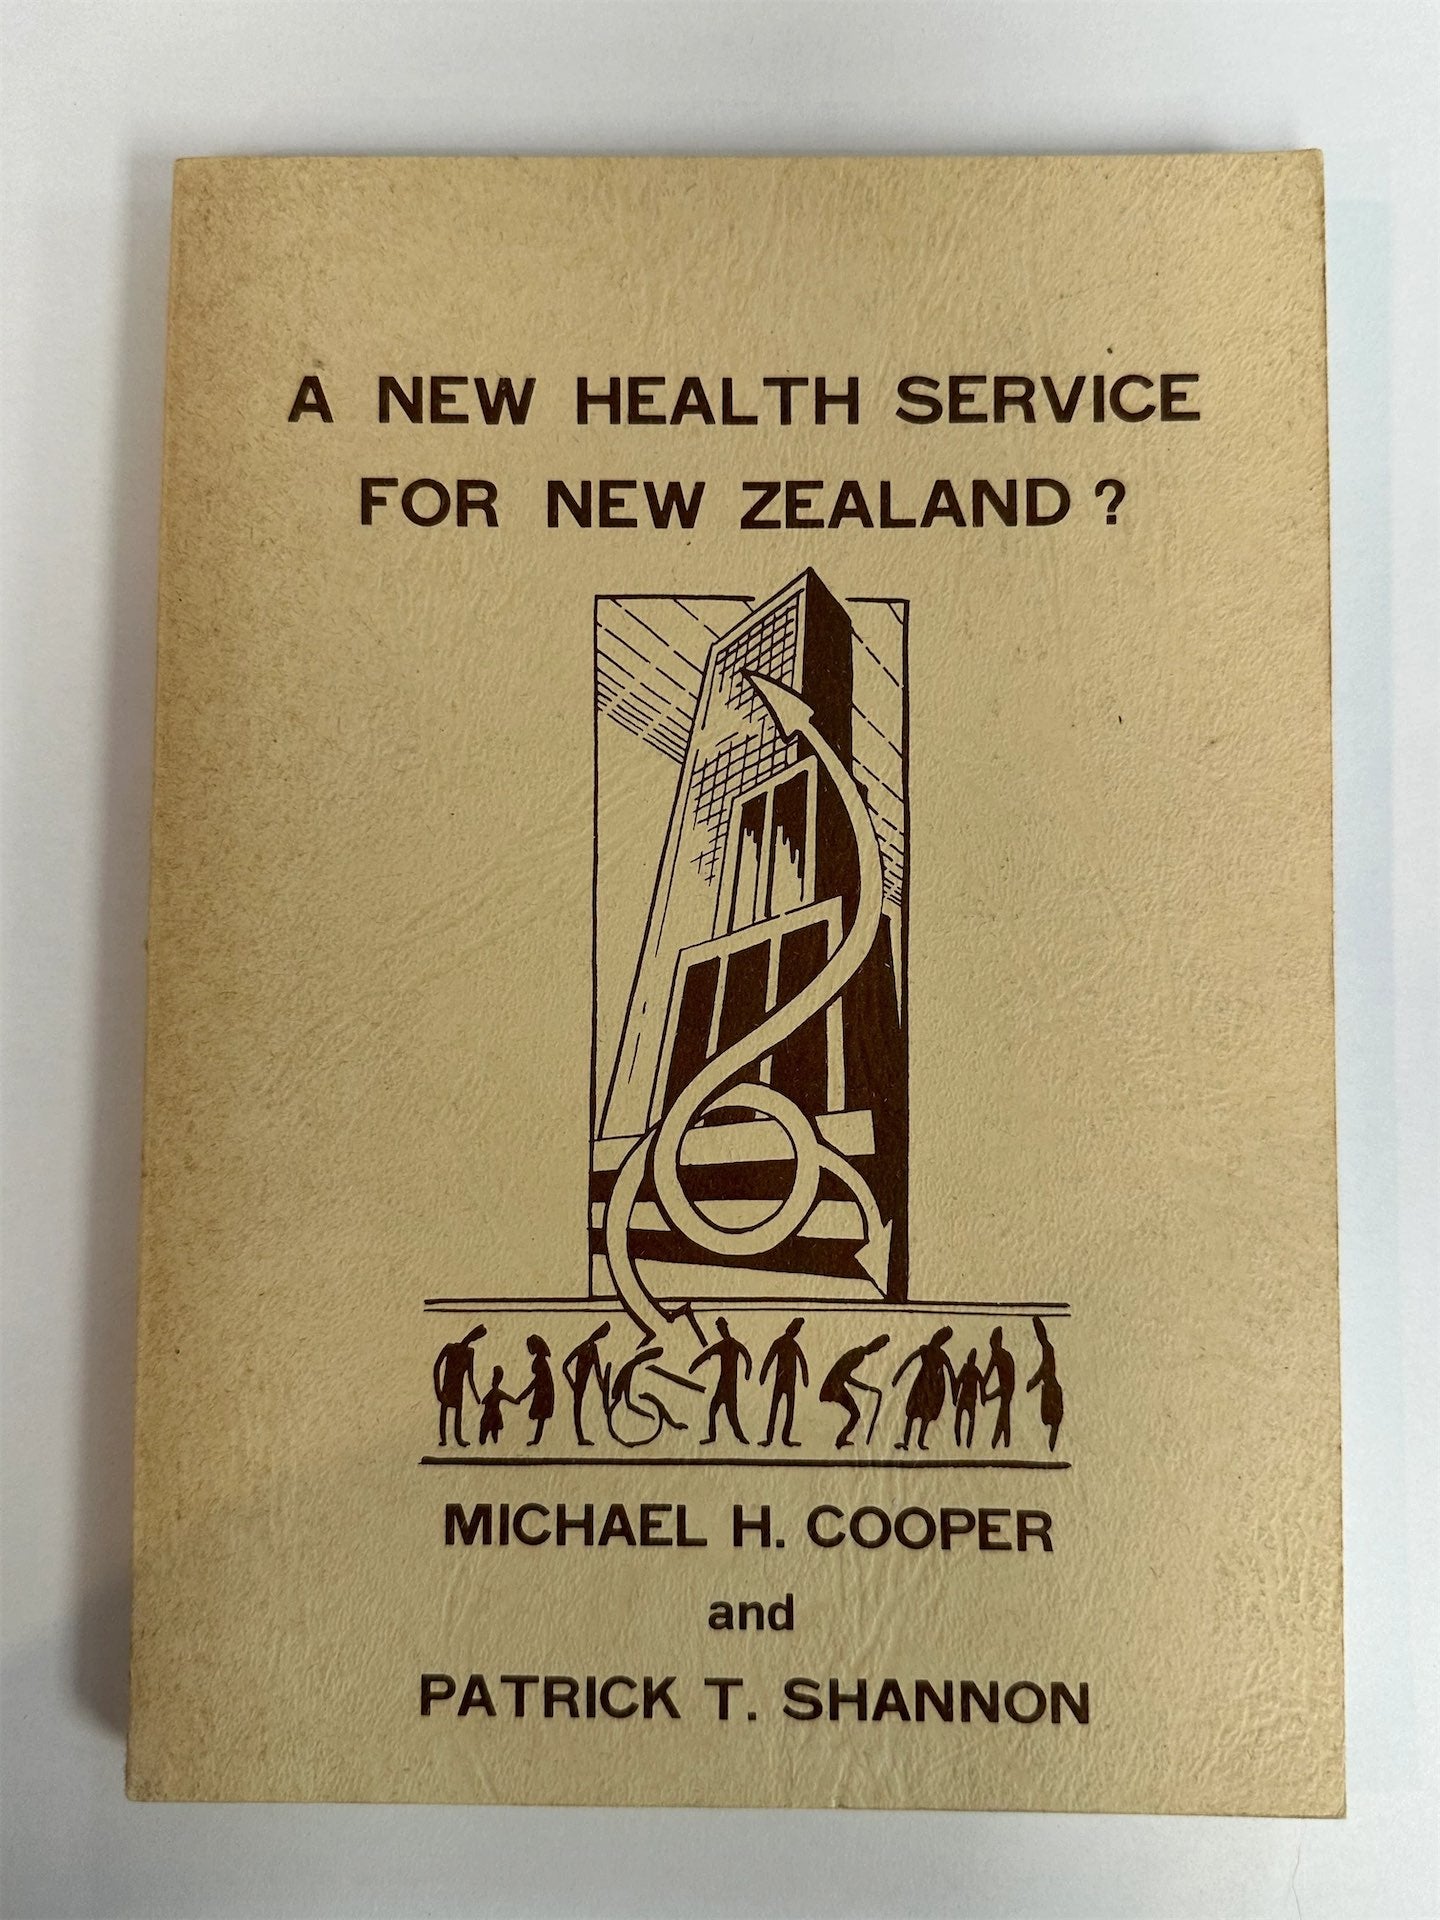 A NEW HEALTH SERVICE
FOR NEW ZEALAND ?
MICHAEL H. COOPER
and
PATRICK T. SHANNON